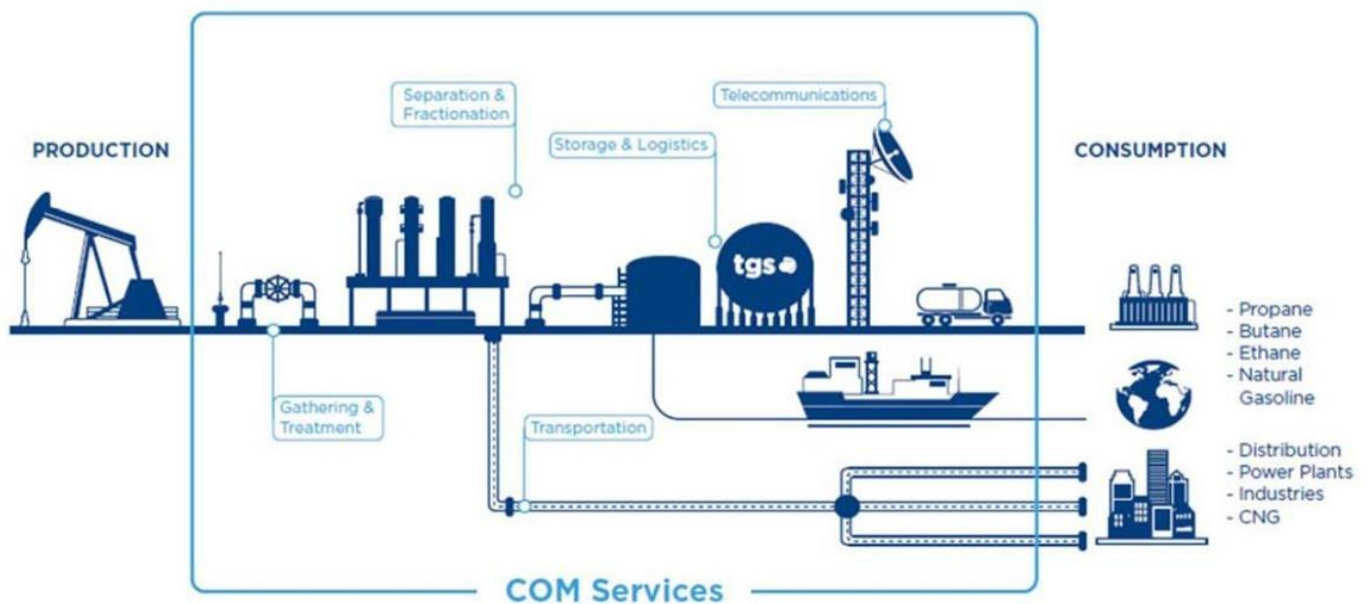 Separation &
Fractionation
Telecommunications
Storage & Logistics
PRODUCTION
CONSUMPTION
tgs
- Propane
- Butane
- Ethane
- Natural
Gasoline
Gathering &
Treatment
Transportation
- Distribution
- Power Plants
- Industries
- CNG
COM Services